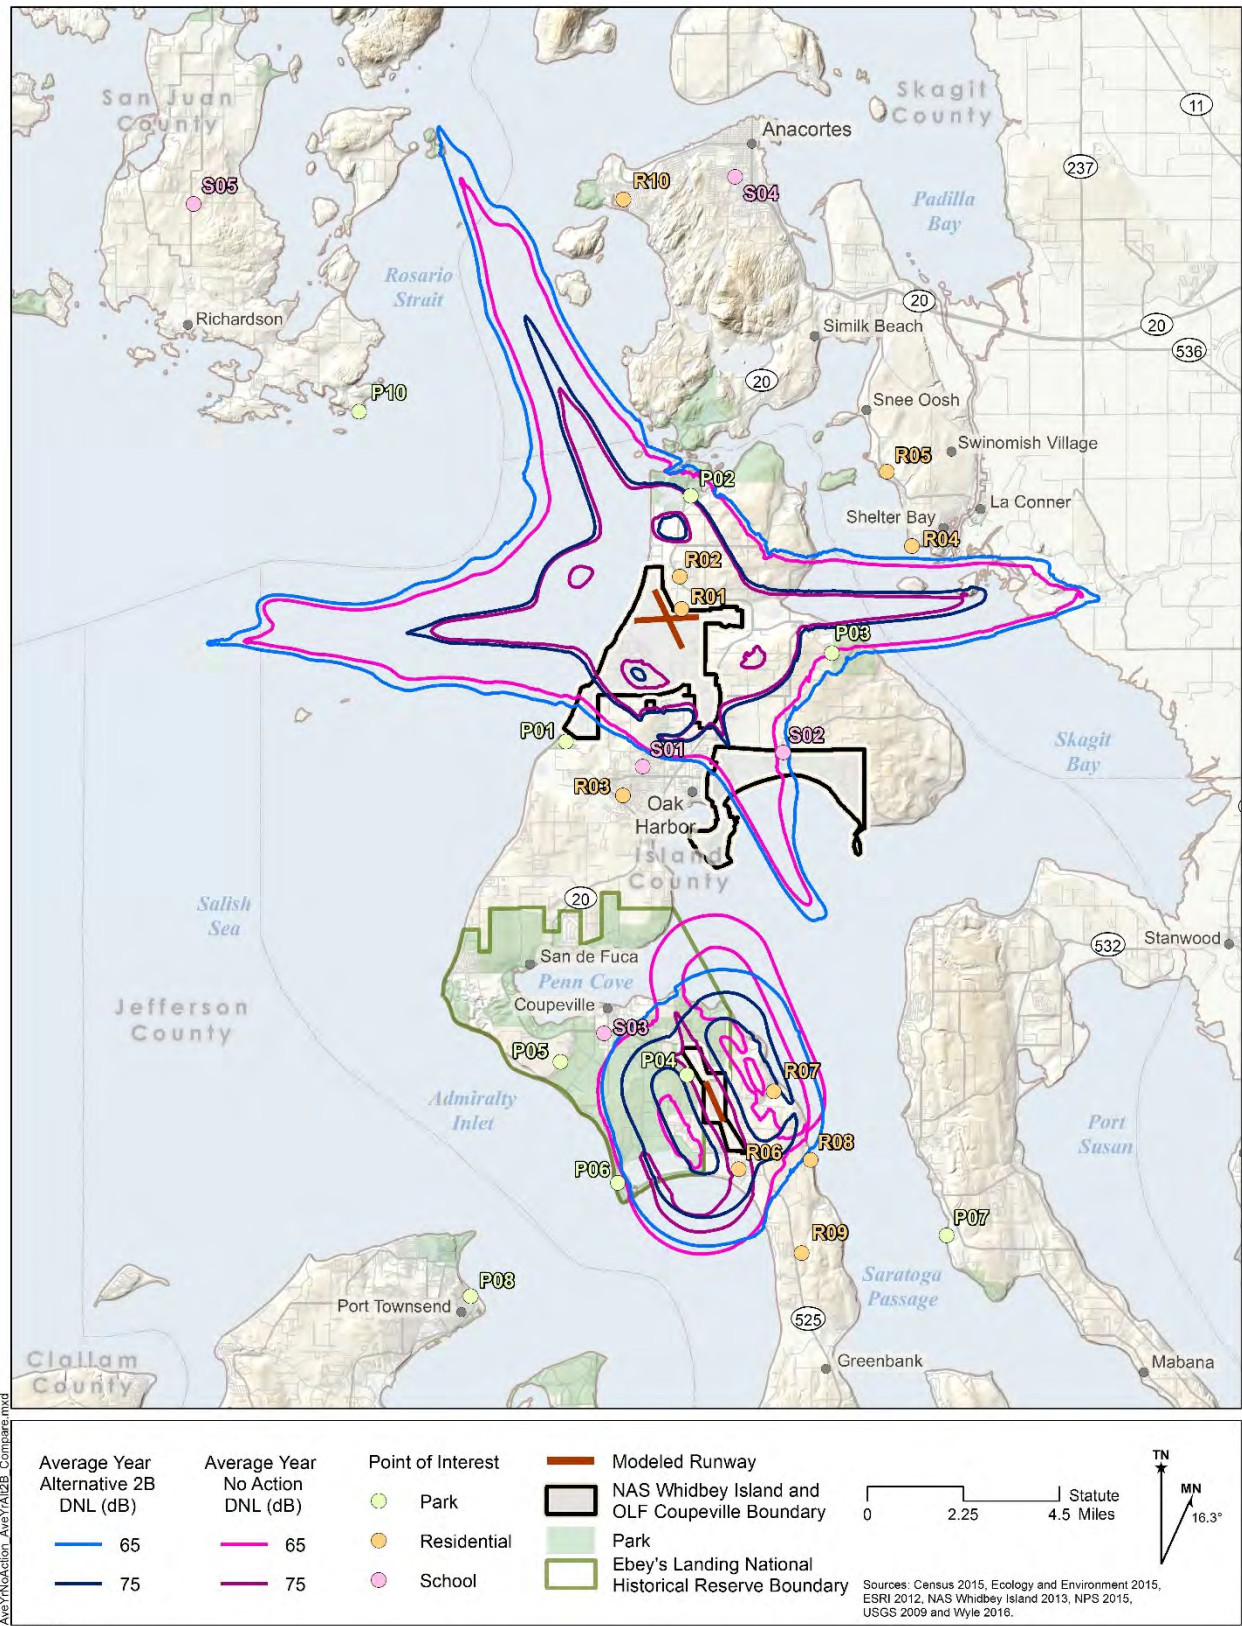 San Juan
County
Skagit
County
11
Anacortes
237
S05
R10
S04
Padilla
Bay
Rosario
Strait
20
Richardson
Similk Beach
20
536
20
P10
Snee Oosh
Swinomish Village
R05
P02
La Conner
Shelter Bay
R04
R02
R01
P03
P01
S01
S02
Skagit
Bay
R03
Oak
Harbor
Island
County
20
Salish
Sea
532
Stanwood
San de Fuca
Penn Cove
Jefferson
County
Coupeville
S03
P05
P04
R07
Admiralty
Inlet
Port
Susan
R06
R08
P06
P07
R09
Saratoga
Passage
P08
Port Townsend
525
Clallam
County
Greenbank
Mabana
AveYrNoAction_AveYrAlt2B_Compare.mxd
Average Year
Alternative 2B
DNL (dB)
65
75
Average Year
No Action
DNL (dB)
65
75
Point of Interest
Park
Residential
School
Modeled Runway
NAS Whidbey Island and
OLF Coupeville Boundary
Park
Ebey's Landing National
Historical Reserve Boundary
0 2.25 4.5
Statute
Miles
TN
MN
16.3°
Sources: Census 2015, Ecology and Environment 2015,
ESRI 2012, NAS Whidbey Island 2013, NPS 2015,
USGS 2009 and Wyle 2016.